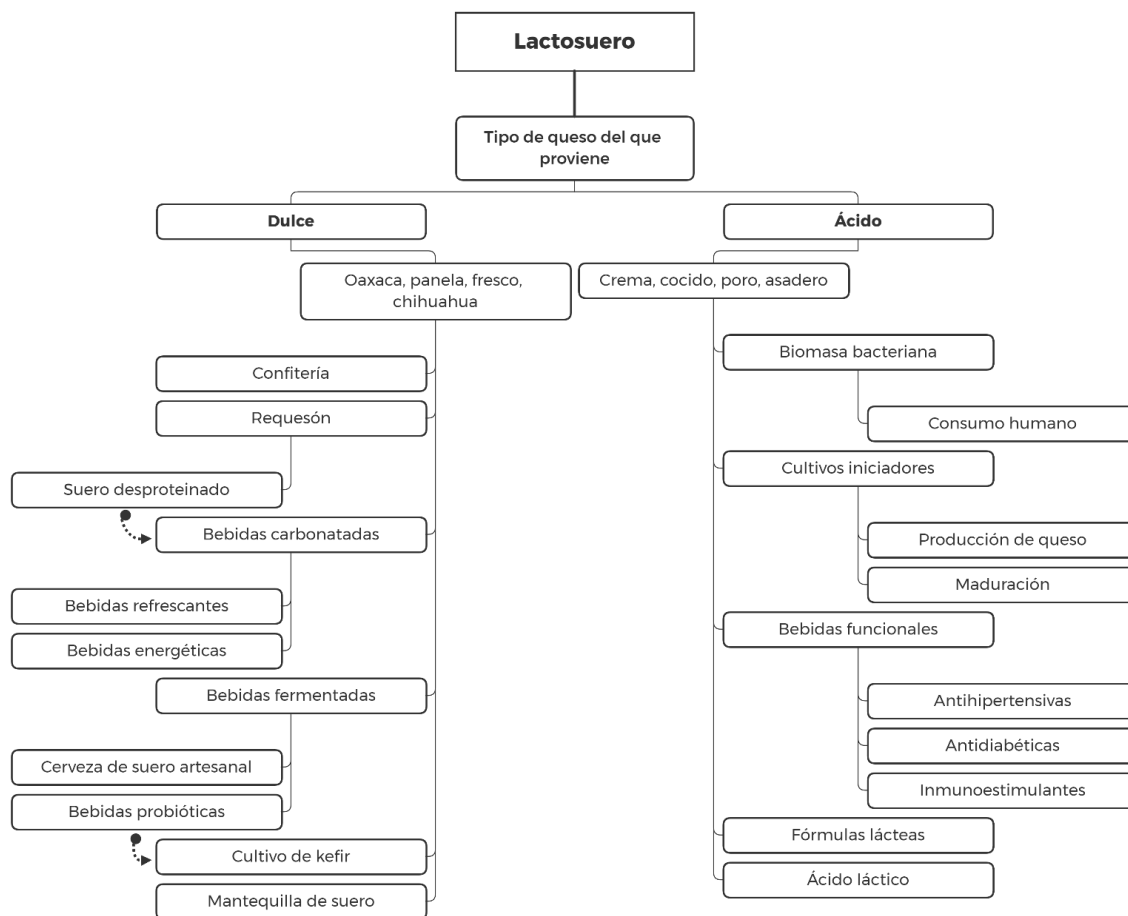 Lactosuero
Tipo de queso del que
proviene
Dulce
Ácido
Oaxaca, panela, fresco,
chihuahua
Crema, cocido, poro, asadero
Confitería
Requesón
Suero desproteinado
Bebidas carbonatadas
Bebidas refrescantes
Bebidas energéticas
Bebidas fermentadas
Cerveza de suero artesanal
Bebidas probióticas
Cultivo de kefir
Mantequilla de suero
Biomasa bacteriana
Consumo humano
Cultivos iniciadores
Producción de queso
Maduración
Bebidas funcionales
Antihipertensivas
Antidiabéticas
Inmunoestimulantes
Fórmulas lácteas
Ácido láctico